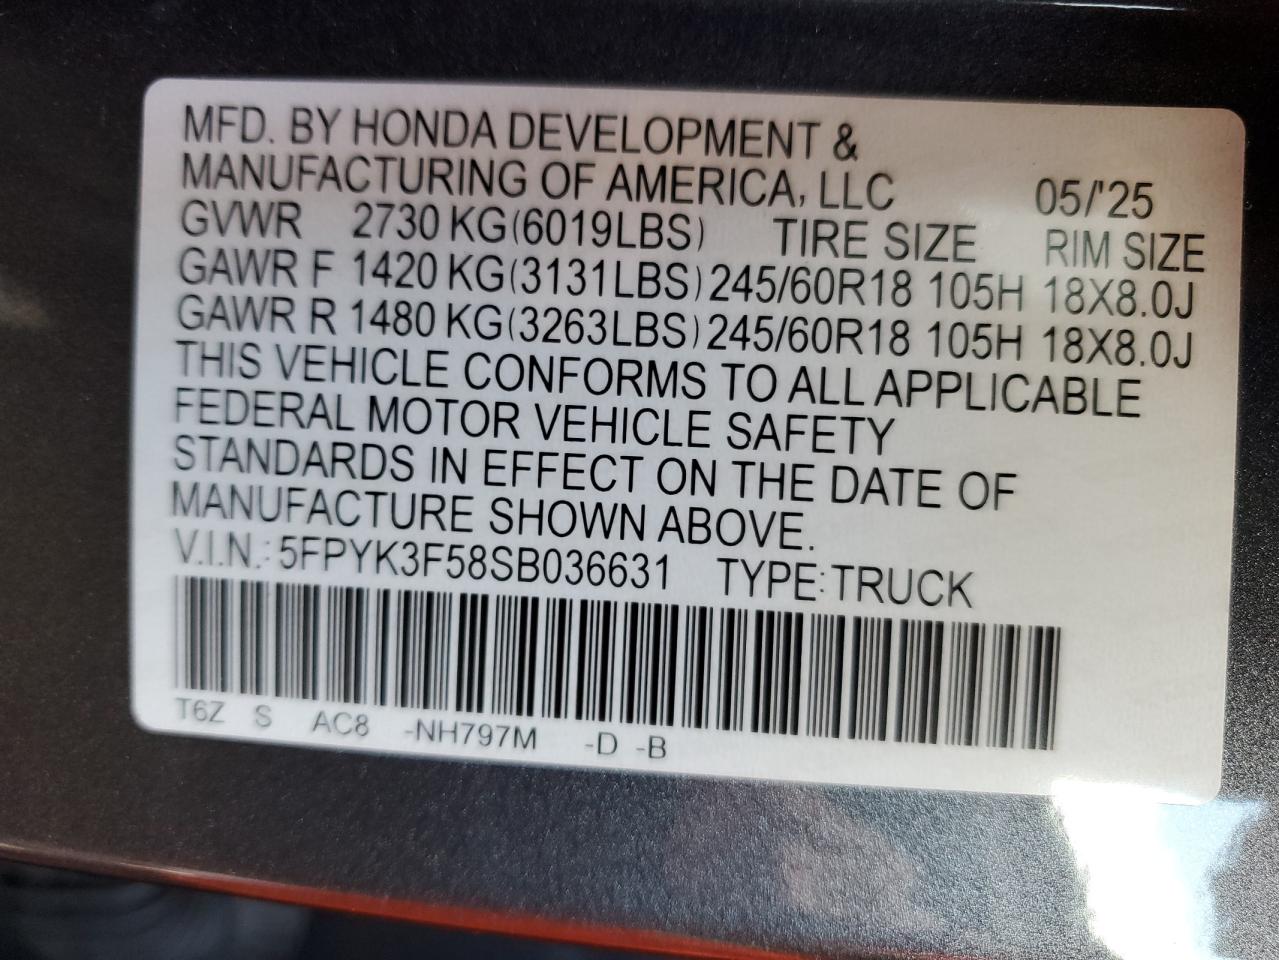 MFD. BY HONDA DEVELOPMENT &
MANUFACTURING OF AMERICA, LLC 05/'25
GVWR 2730 KG(6019LBS) TIRE SIZE RIM SIZE
GAWR F 1420 KG(3131LBS) 245/60R18 105H 18X8.0J
GAWR R 1480 KG(3263LBS) 245/60R18 105H 18X8.0J
THIS VEHICLE CONFORMS TO ALL APPLICABLE
FEDERAL MOTOR VEHICLE SAFETY
STANDARDS IN EFFECT ON THE DATE OF
MANUFACTURE SHOWN ABOVE.
V.I.N.: 5FPYK3F58SB036631 TYPE: TRUCK
T6Z S AC8 -NH797M -D -B